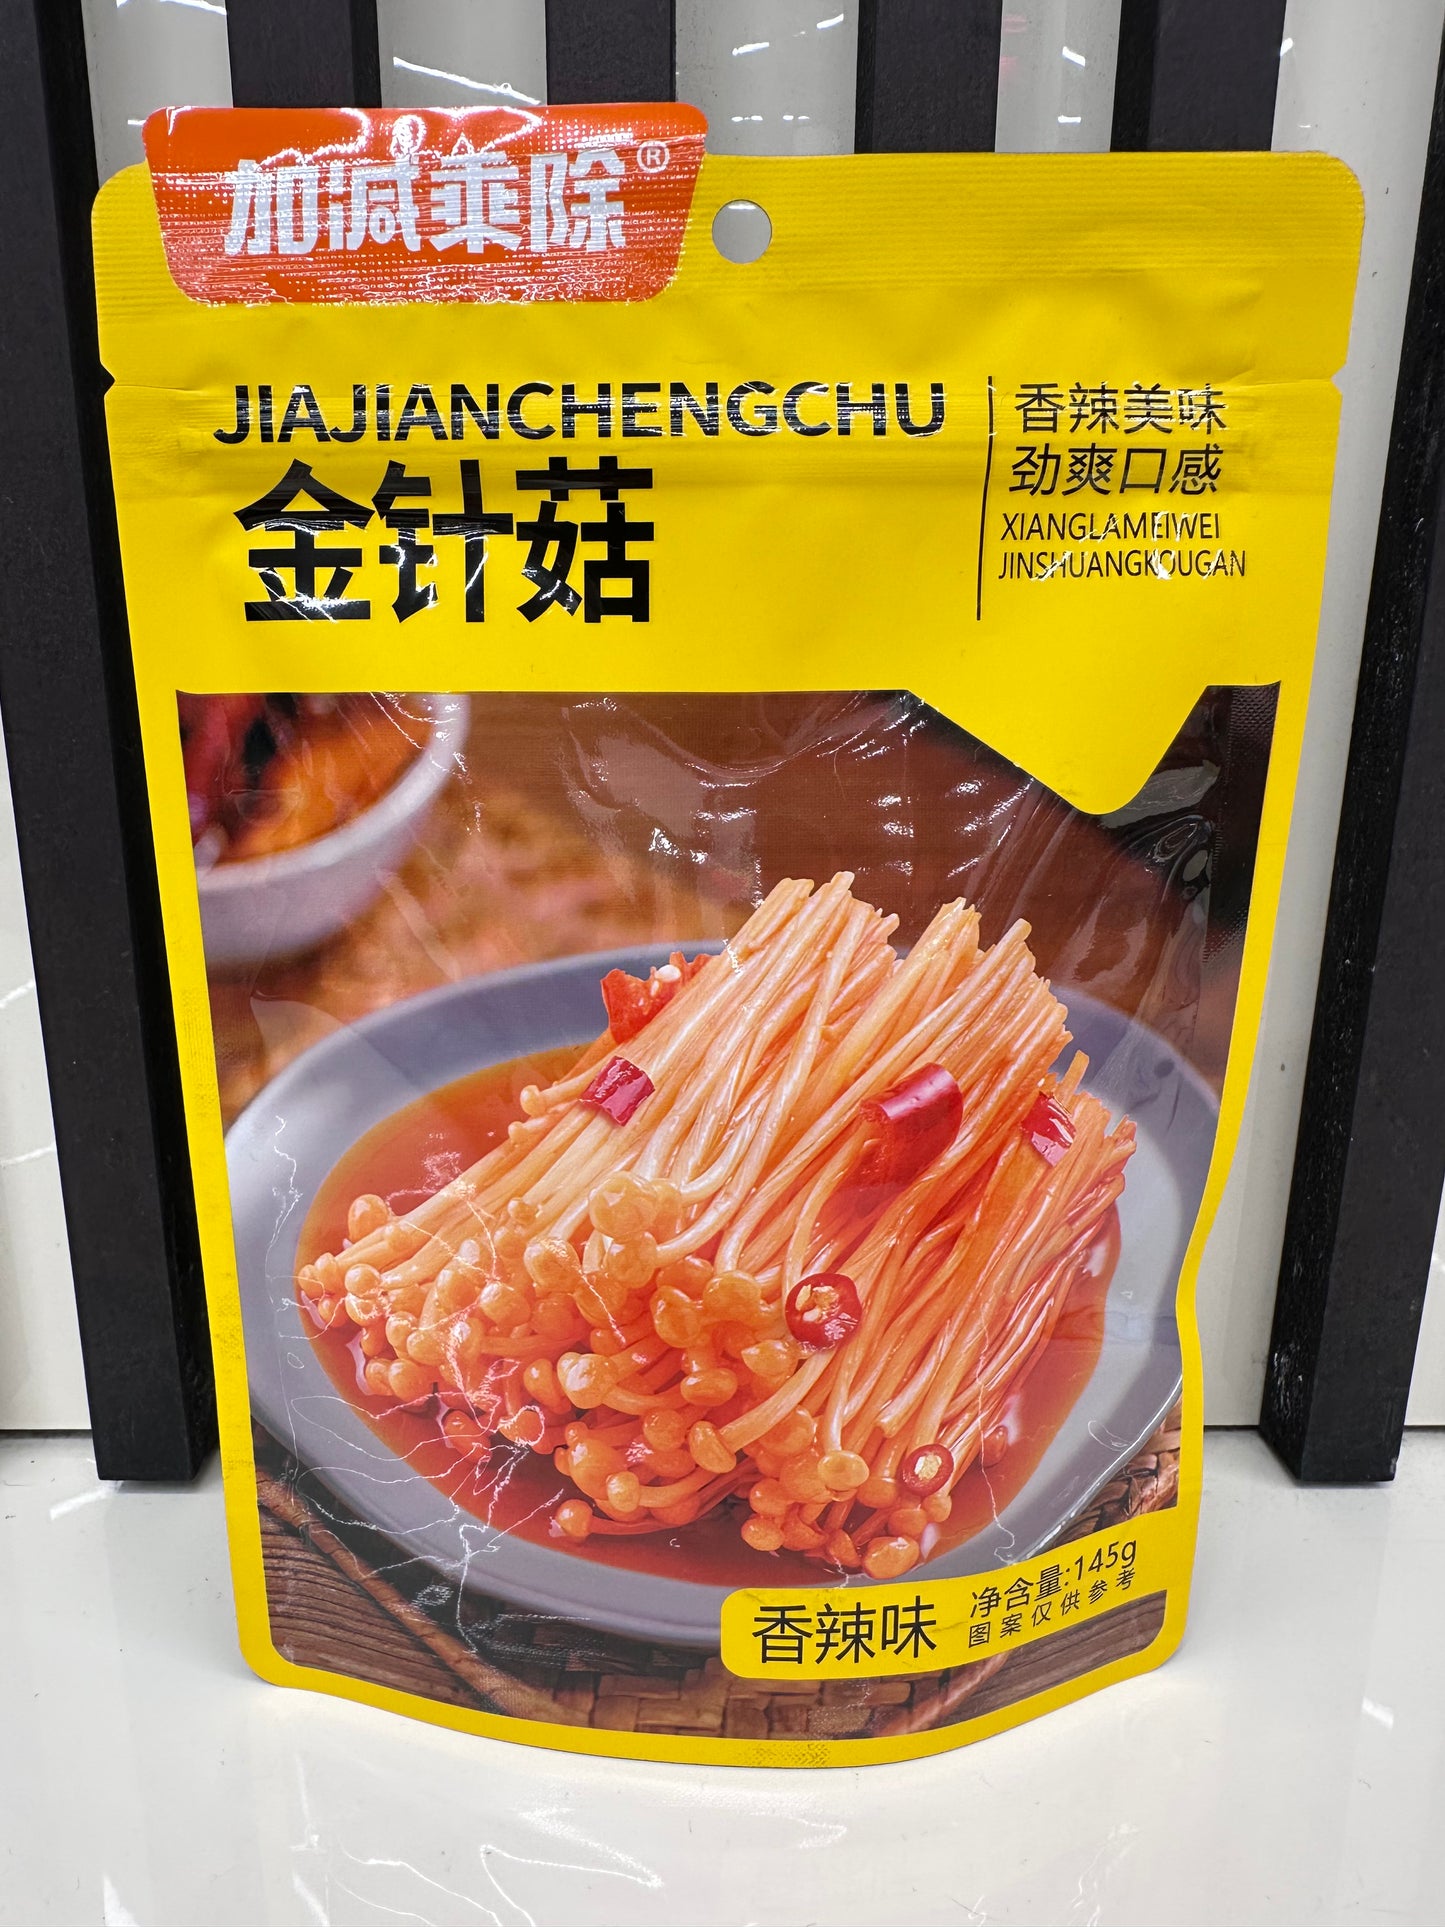 加减乘除®
JIAJIANCHENGCHU
金针菇
香辣美味
劲爽口感
XIANGLAMEIWEI
JINSHUANGKOUGAN
香辣味
净含量:145g
图案仅供参考